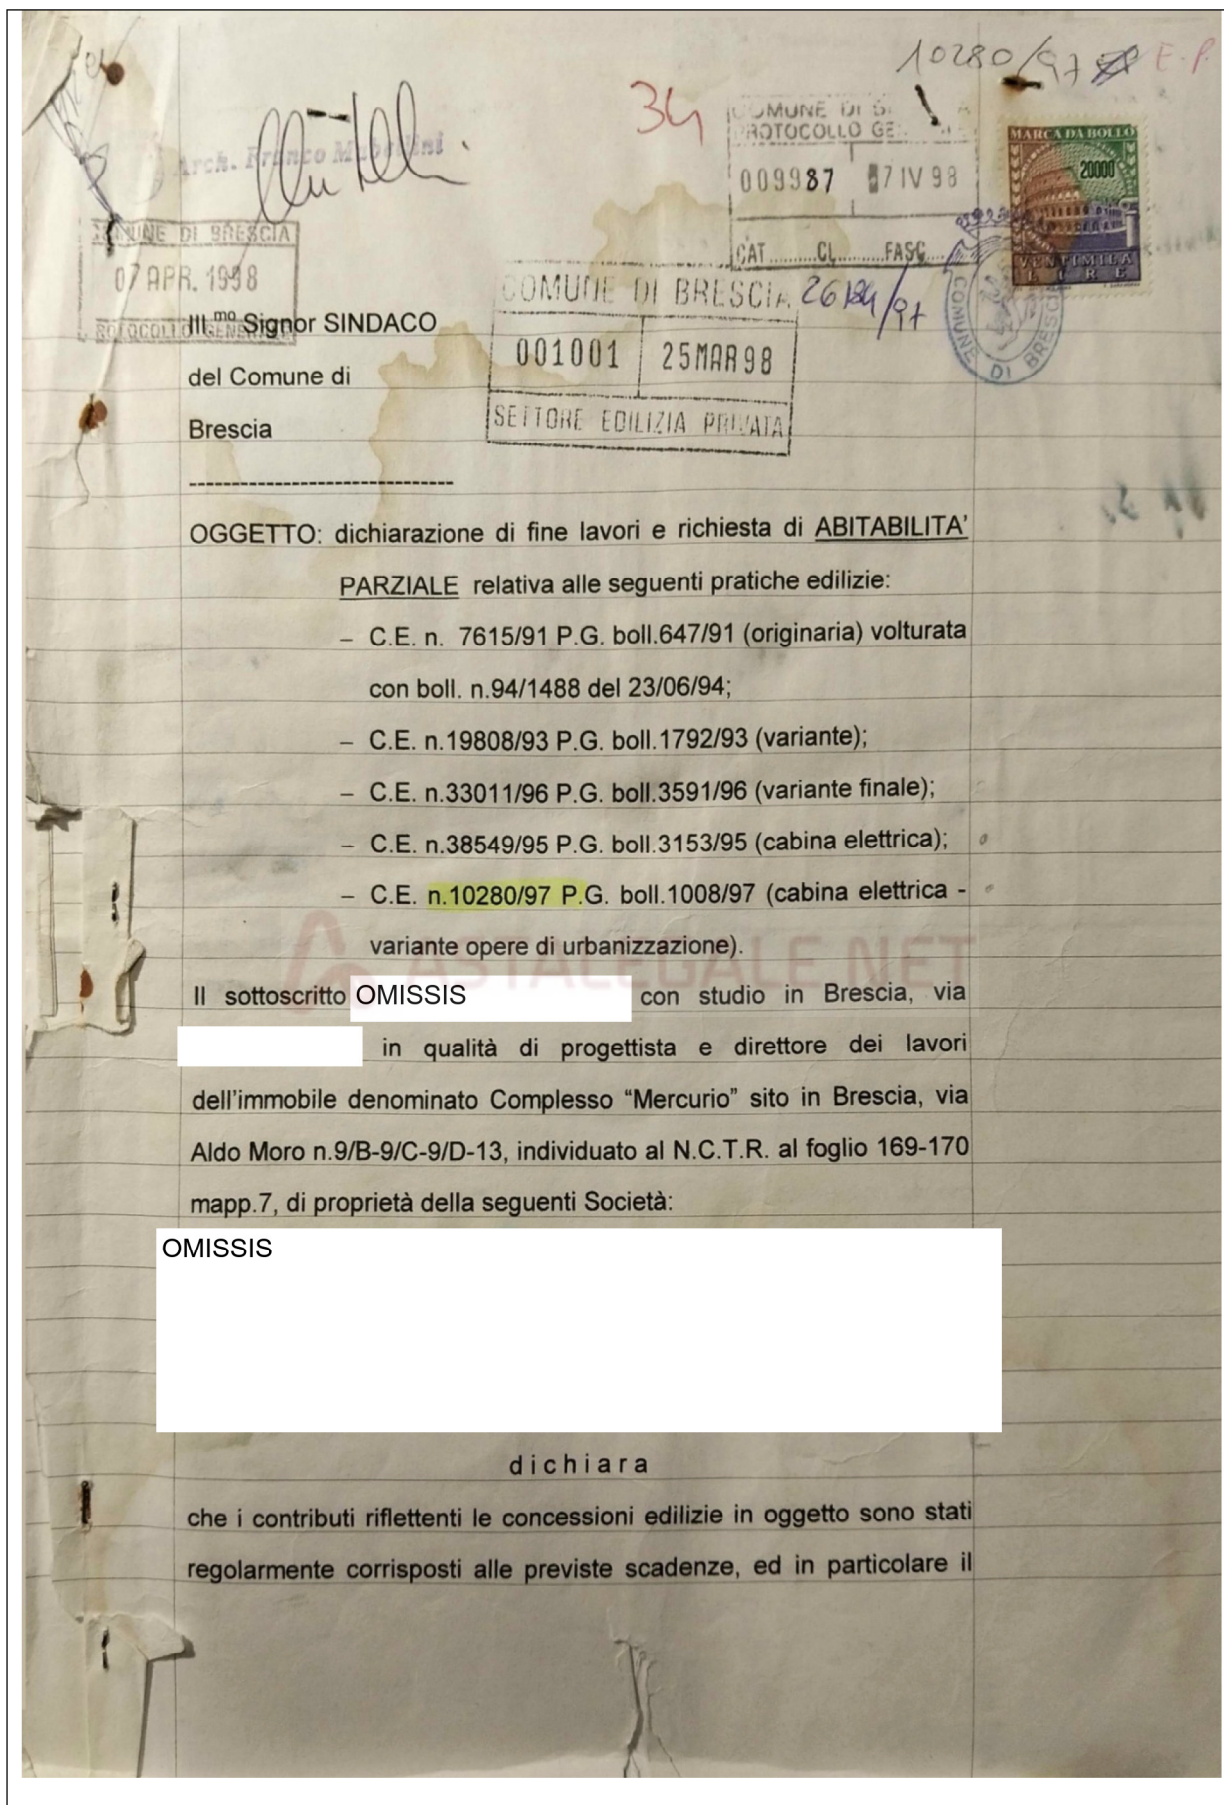 10280/97 E.P.
34
COMUNE DI
PROTOCOLLO GE
009987 7 IV 98
CAT ......... CL ......... FASC
MARCA DA BOLLO
20000
VENTIMILA
LIRE
Arch. Franco
COMUNE DI BRESCIA
07 APR. 1998
PROTOCOLLO GENERALE
COMUNE DI BRESCIA
001001 25 MAR 98
SETTORE EDILIZIA PRIVATA
COMUNE DI BRESCIA
Ill.mo Signor SINDACO
del Comune di
Brescia
------------------------------
OGGETTO: dichiarazione di fine lavori e richiesta di ABITABILITA'
PARZIALE relativa alle seguenti pratiche edilizie:
– C.E. n. 7615/91 P.G. boll.647/91 (originaria) volturata
con boll. n.94/1488 del 23/06/94;
– C.E. n.19808/93 P.G. boll.1792/93 (variante);
– C.E. n.33011/96 P.G. boll.3591/96 (variante finale);
– C.E. n.38549/95 P.G. boll.3153/95 (cabina elettrica);
– C.E. n.10280/97 P.G. boll.1008/97 (cabina elettrica -
variante opere di urbanizzazione).
ASTALEGALE.NET
Il sottoscritto OMISSIS con studio in Brescia, via
in qualità di progettista e direttore dei lavori
dell'immobile denominato Complesso “Mercurio” sito in Brescia, via
Aldo Moro n.9/B-9/C-9/D-13, individuato al N.C.T.R. al foglio 169-170
mapp.7, di proprietà della seguenti Società:
OMISSIS
dichiara
che i contributi riflettenti le concessioni edilizie in oggetto sono stati
regolarmente corrisposti alle previste scadenze, ed in particolare il